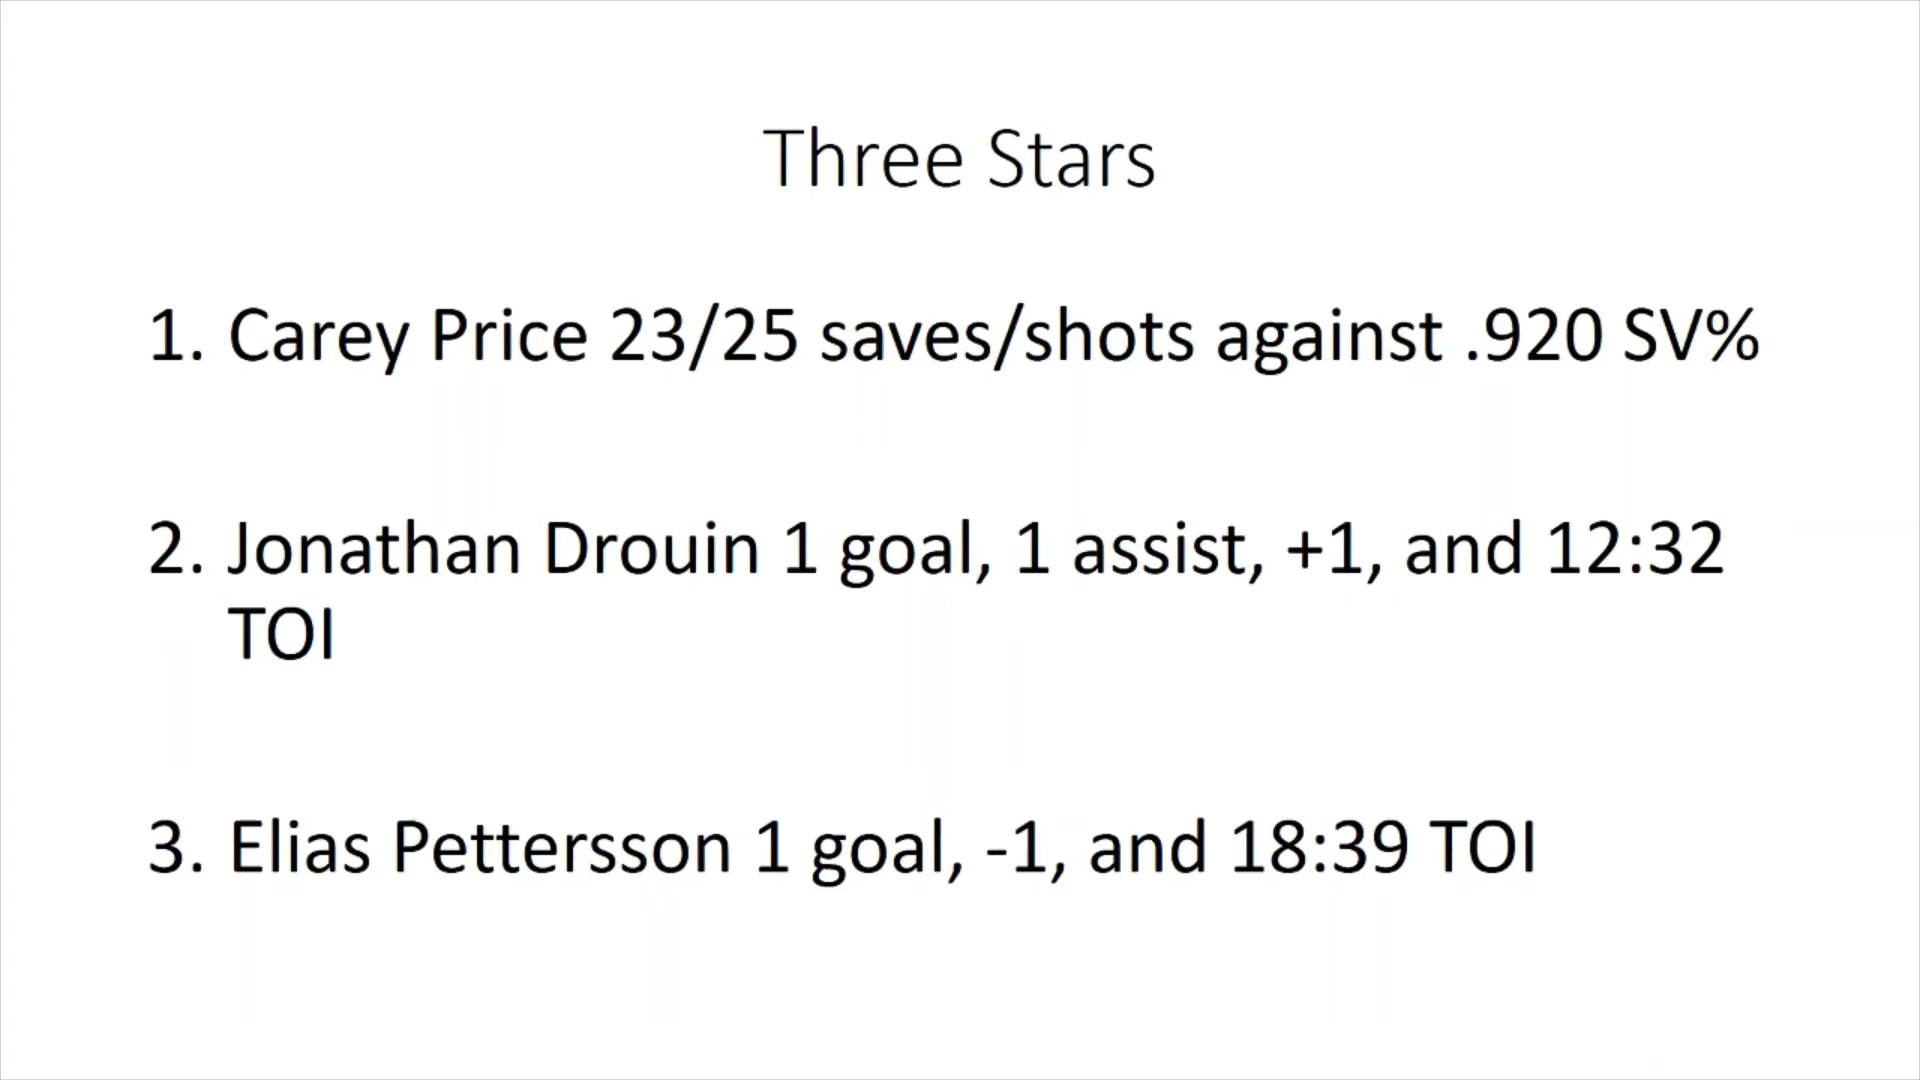 Three Stars
1. Carey Price 23/25 saves/shots against .920 SV%
2. Jonathan Drouin 1 goal, 1 assist, +1, and 12:32
TOI
3. Elias Pettersson 1 goal, -1, and 18:39 TOI